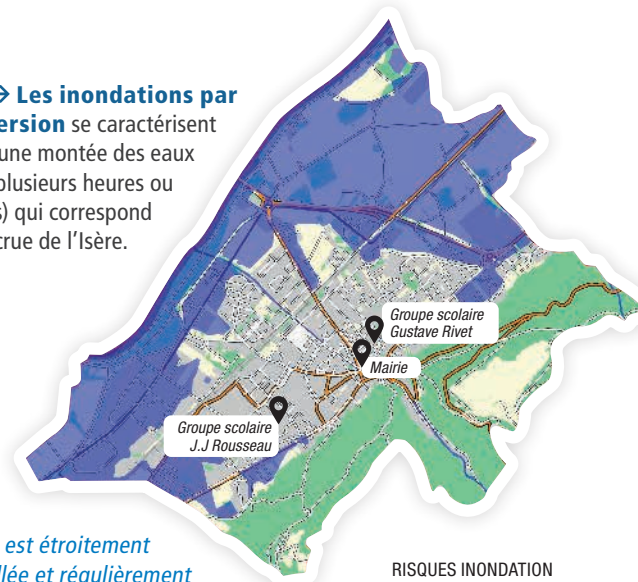 → Les inondations par
ersion se caractérisent
une montée des eaux
plusieurs heures ou
s) qui correspond
crue de l'Isère.
Groupe scolaire
Gustave Rivet
Mairie
Groupe scolaire
J.J Rousseau
est étroitement
llée et régulièrement
RISQUES INONDATION